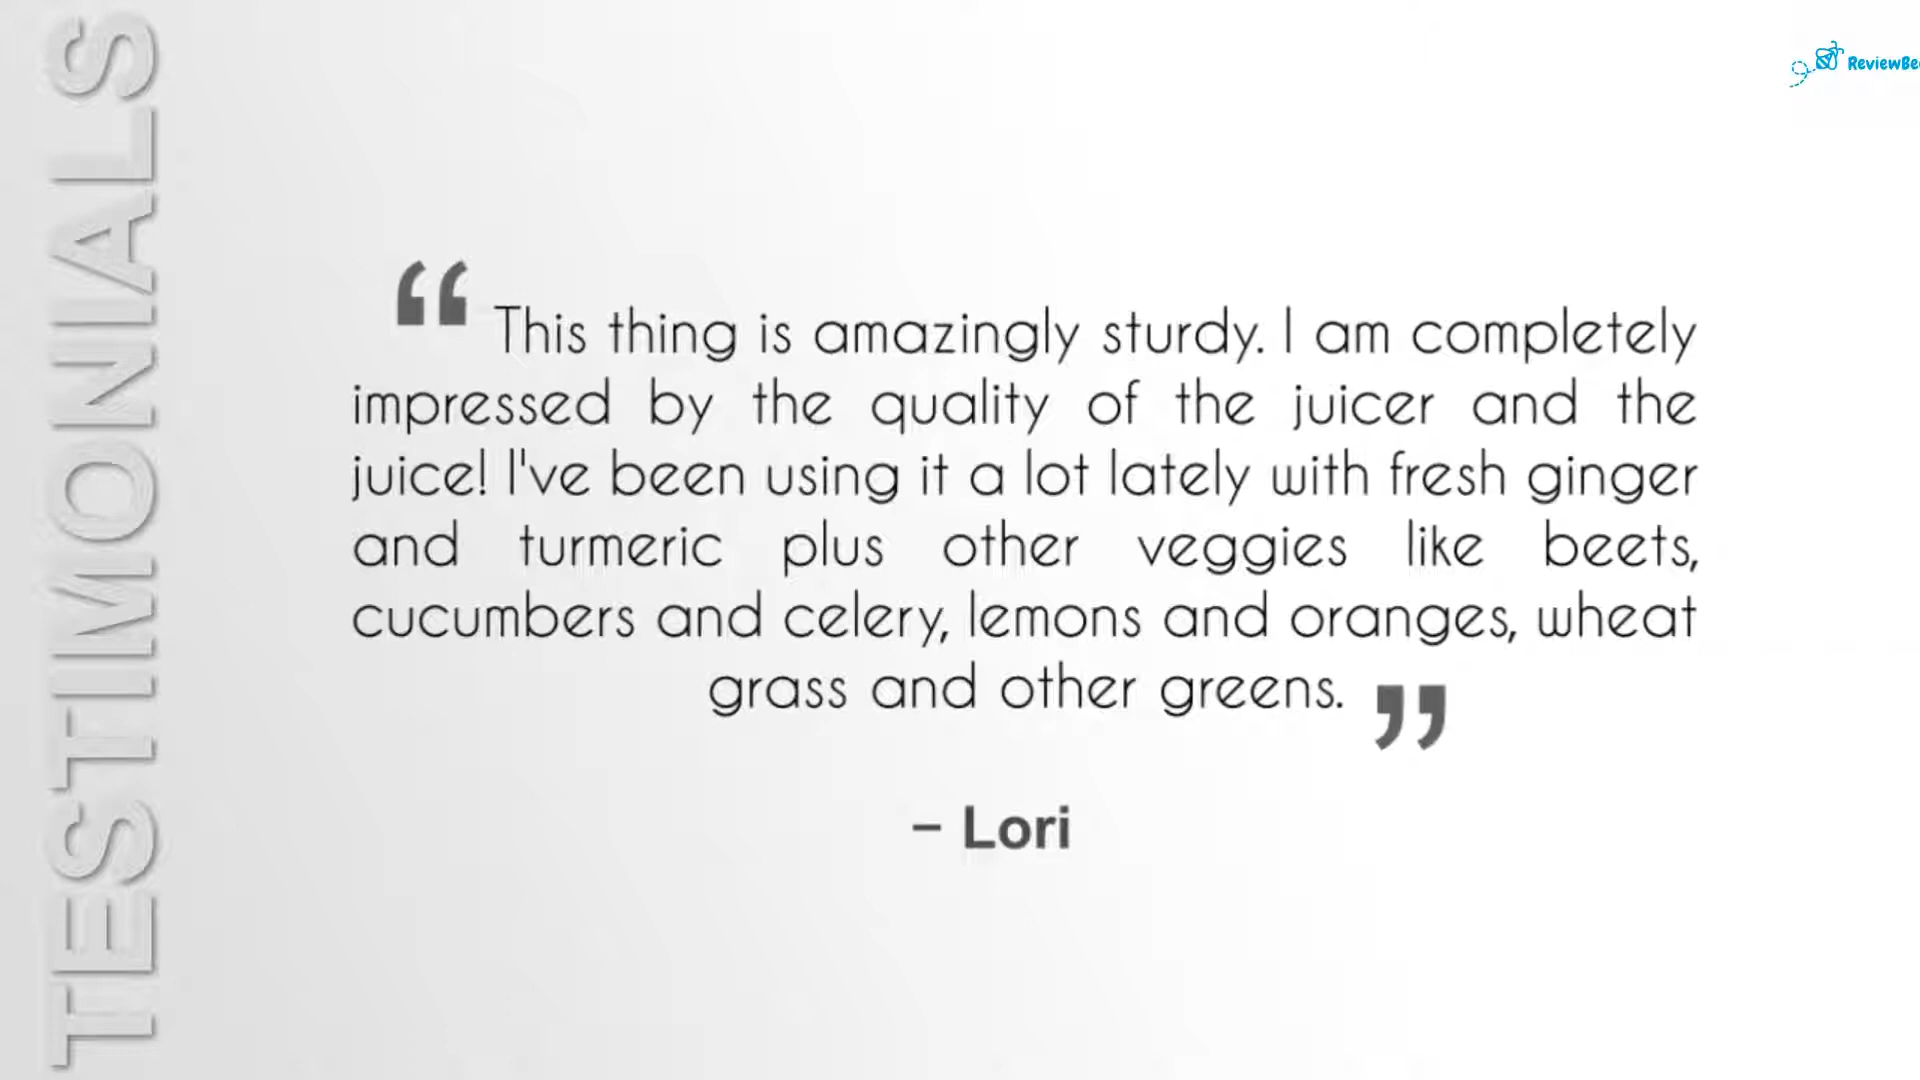 TESTIMONIALS
ReviewBe
“ This thing is amazingly sturdy. I am completely
impressed by the quality of the juicer and the
juice! I've been using it a lot lately with fresh ginger
and turmeric plus other veggies like beets,
cucumbers and celery, lemons and oranges, wheat
grass and other greens. ”
– Lori